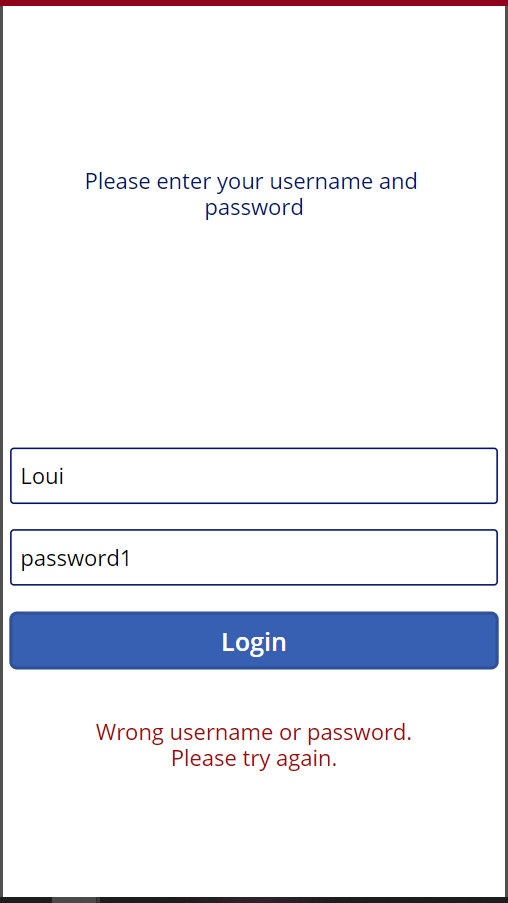 Please enter your username and
password
Loui
password1
Login
Wrong username or password.
Please try again.